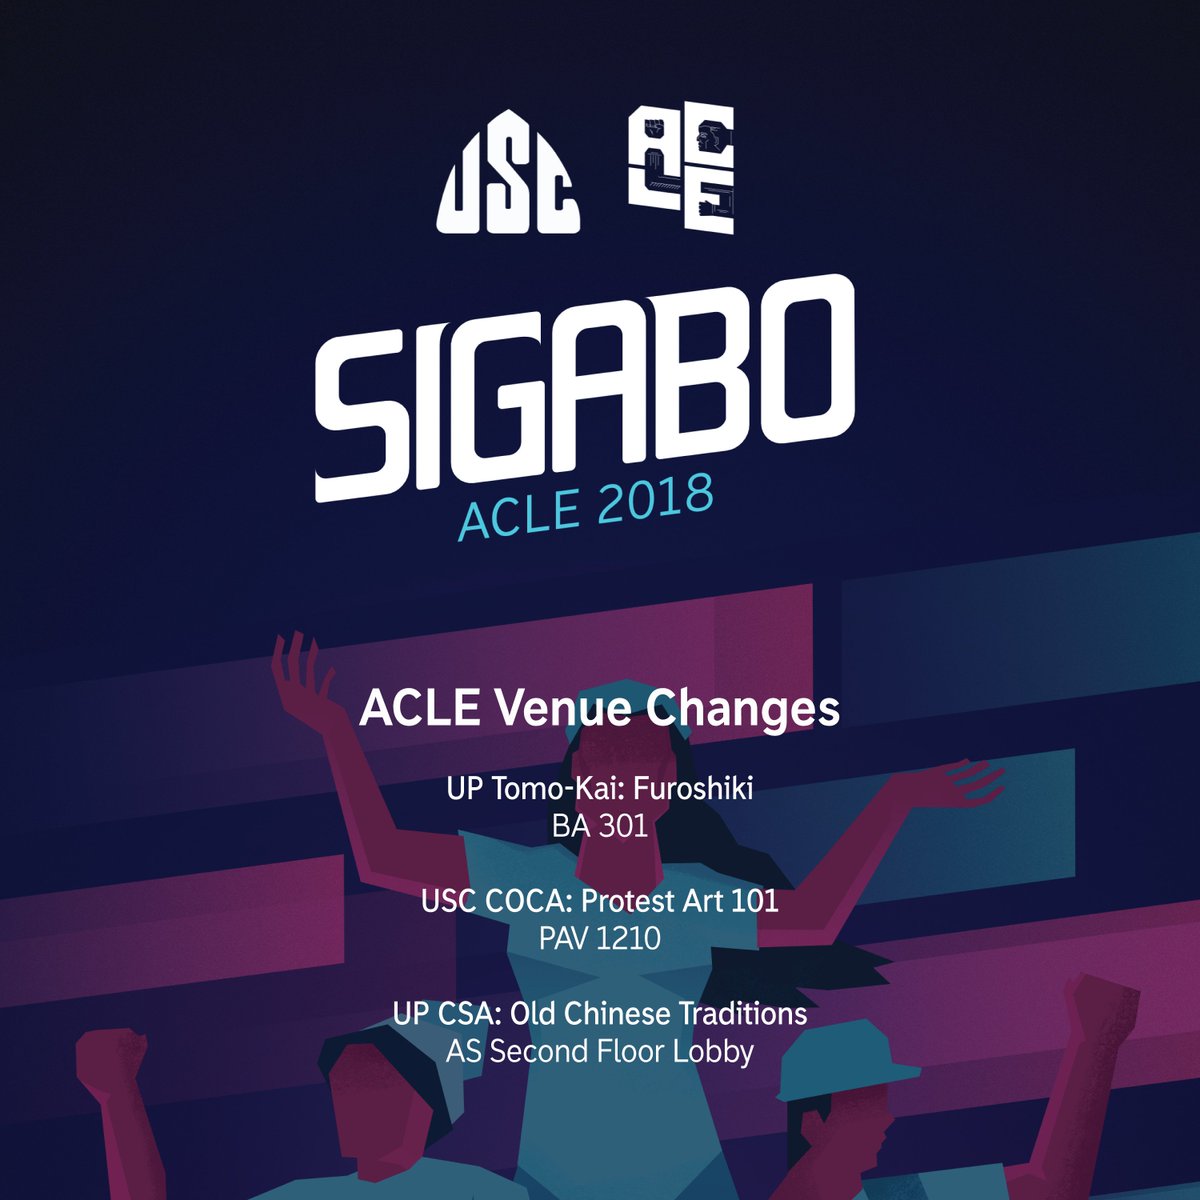 USC
ACLE
SIGABO
ACLE 2018
ACLE Venue Changes
UP Tomo-Kai: Furoshiki
BA 301
USC COCA: Protest Art 101
PAV 1210
UP CSA: Old Chinese Traditions
AS Second Floor Lobby